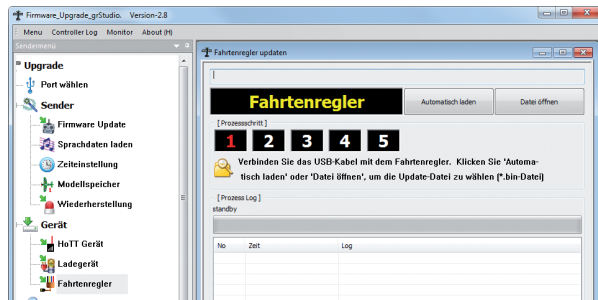 Firmware_Upgrade_grStudio. Version-2.8
Menu Controller Log Monitor About (H)
Sendermenü
Fahrtenregler updaten
Upgrade
Port wählen
Sender
Firmware Update
Sprachdaten laden
Zeiteinstellung
Modellspeicher
Wiederherstellung
Gerät
HoTT Gerät
Ladegerät
Fahrtenregler
Fahrtenregler
Automatisch laden
Datei öffnen
[ Prozessschritt ]
1 2 3 4 5
Verbinden Sie das USB-Kabel mit dem Fahrtenregler. Klicken Sie 'Automa-
tisch laden' oder 'Datei öffnen', um die Update-Datei zu wählen (*.bin-Datei)
[ Prozess Log ]
standby
No Zeit Log